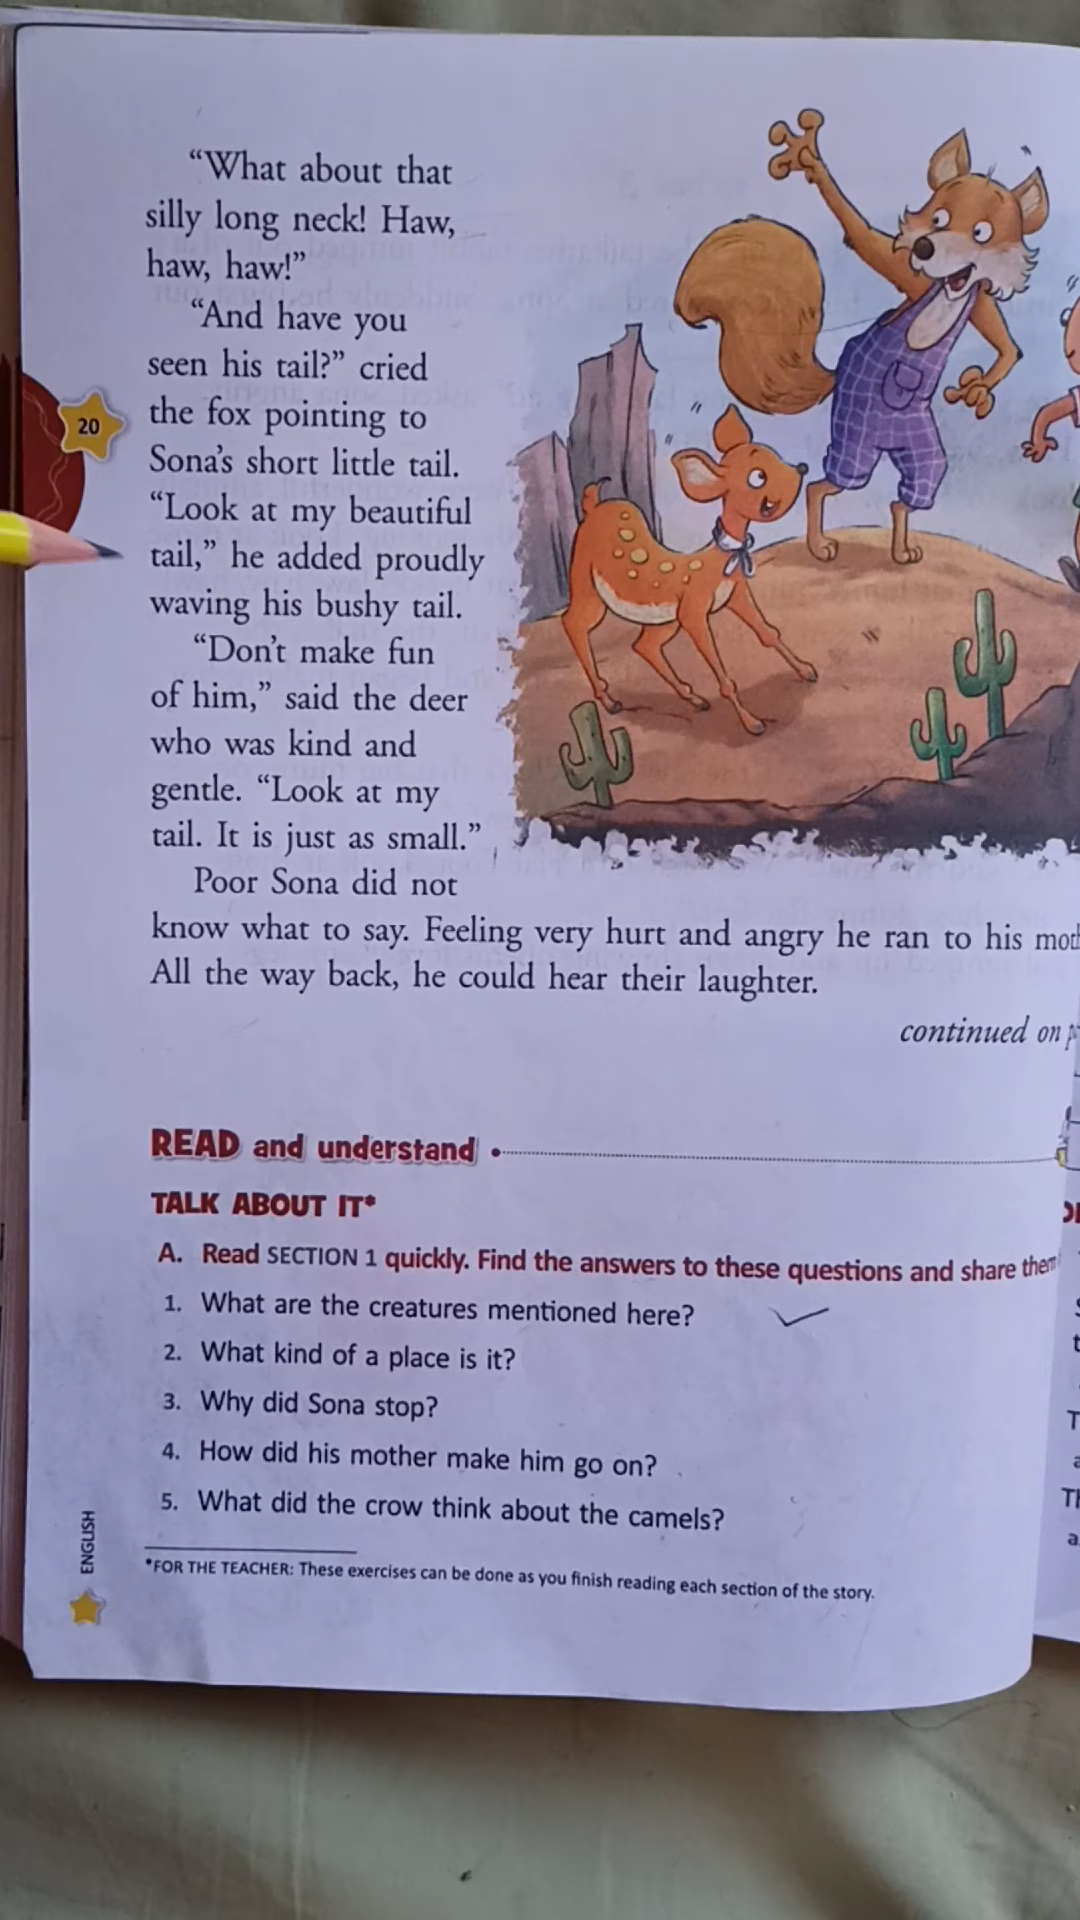 “What about that
silly long neck! Haw,
haw, haw!”
“And have you
seen his tail?” cried
the fox pointing to
Sona’s short little tail.
“Look at my beautiful
tail,” he added proudly
waving his bushy tail.
“Don’t make fun
of him,” said the deer
who was kind and
gentle. “Look at my
tail. It is just as small.”
Poor Sona did not
know what to say. Feeling very hurt and angry he ran to his
All the way back, he could hear their laughter.
continued on
20
READ and understand
TALK ABOUT IT*
A. Read SECTION 1 quickly. Find the answers to these questions and share
1. What are the creatures mentioned here?
2. What kind of a place is it?
3. Why did Sona stop?
4. How did his mother make him go on?
5. What did the crow think about the camels?
*FOR THE TEACHER: These exercises can be done as you finish reading each section of the story.
ENGLISH